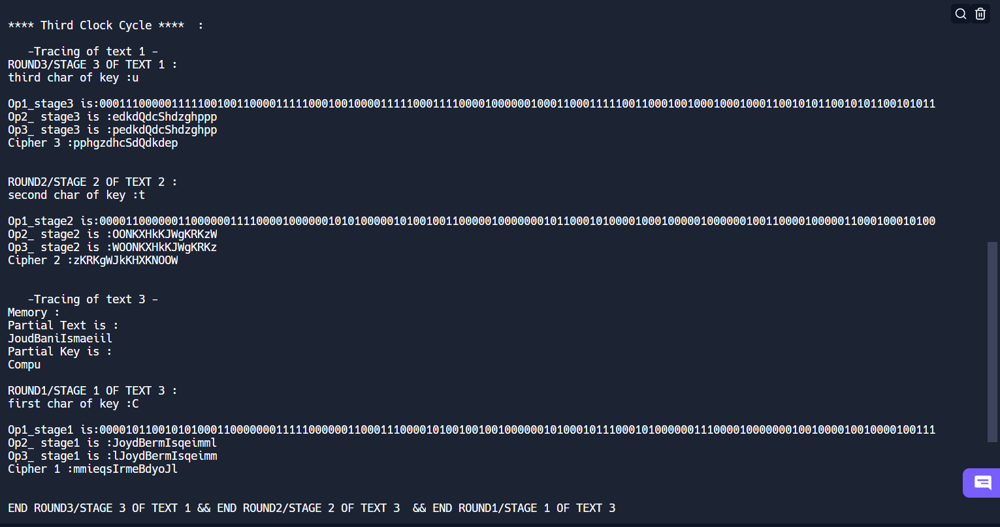 **** Third Clock Cycle ****  :
-Tracing of text 1 -
ROUND3/STAGE 3 OF TEXT 1 :
third char of key :u
Op1_stage3 is:00011100000111110010011000011111000100100001111100011110000100000010001100011111001100010010001000100011001010110010101100101011
Op2_ stage3 is :edkdQdcShdzghppp
Op3_ stage3 is :pedkdQdcShdzghpp
Cipher 3 :pphgzdhcSdQdkdep
ROUND2/STAGE 2 OF TEXT 2 :
second char of key :t
Op1_stage2 is:00001100000011000000111100001000000101010000010100100110000010000000101100010100001000100000100000010011000010000011000100010100
Op2_ stage2 is :OONKXHkKJWgKRKzW
Op3_ stage2 is :WOONKXHkKJWgKRKz
Cipher 2 :zKRKgWJkKHXKNOOW
-Tracing of text 3 -
Memory :
Partial Text is :
JoudBaniIsmaeiil
Partial Key is :
Compu
ROUND1/STAGE 1 OF TEXT 3 :
first char of key :C
Op1_stage1 is:00001011001010100011000000011111000000110001110000101001001001000000101000101110001010000001110000100000001001000010010000100111
Op2_ stage1 is :JoydBermIsqeimml
Op3_ stage1 is :lJoydBermIsqeimm
Cipher 1 :mmieqsIrmeBdyoJl
END ROUND3/STAGE 3 OF TEXT 1 && END ROUND2/STAGE 2 OF TEXT 3  && END ROUND1/STAGE 1 OF TEXT 3